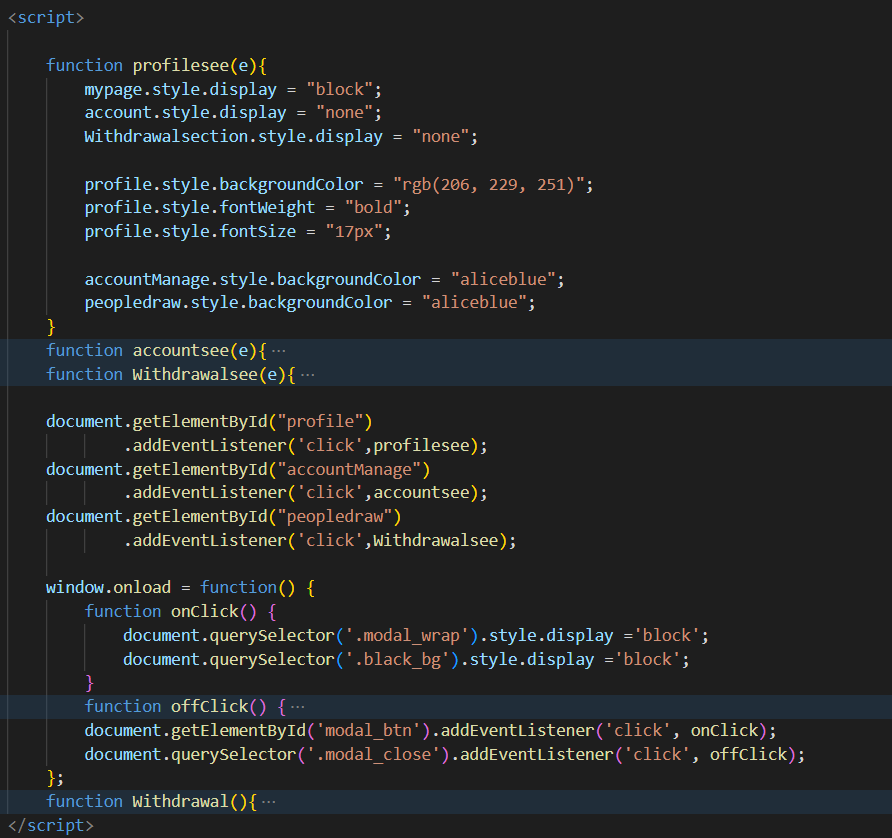 <script>
function profilesee(e){
mypage.style.display = "block";
account.style.display = "none";
Withdrawalsection.style.display = "none";
profile.style.backgroundColor = "rgb(206, 229, 251)";
profile.style.fontWeight = "bold";
profile.style.fontSize = "17px";
accountManage.style.backgroundColor = "aliceblue";
peopledraw.style.backgroundColor = "aliceblue";
}
function accountsee(e){ ⋯
function Withdrawalsee(e){ ⋯
document.getElementById("profile")
.addEventListener('click',profilesee);
document.getElementById("accountManage")
.addEventListener('click',accountsee);
document.getElementById("peopledraw")
.addEventListener('click',Withdrawalsee);
window.onload = function() {
function onClick() {
document.querySelector('.modal_wrap').style.display ='block';
document.querySelector('.black_bg').style.display ='block';
}
function offClick() { ⋯
document.getElementById('modal_btn').addEventListener('click', onClick);
document.querySelector('.modal_close').addEventListener('click', offClick);
};
function Withdrawal(){ ⋯
</script>